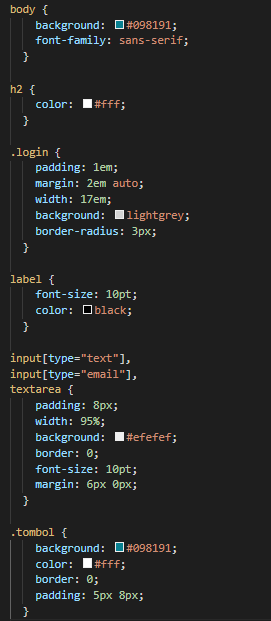 body {
background: #098191;
font-family: sans-serif;
}
h2 {
color: #fff;
}
.login {
padding: 1em;
margin: 2em auto;
width: 17em;
background: lightgrey;
border-radius: 3px;
}
label {
font-size: 10pt;
color: black;
}
input[type="text"],
input[type="email"],
textarea {
padding: 8px;
width: 95%;
background: #efefef;
border: 0;
font-size: 10pt;
margin: 6px 0px;
}
.tombol {
background: #098191;
color: #fff;
border: 0;
padding: 5px 8px;
}